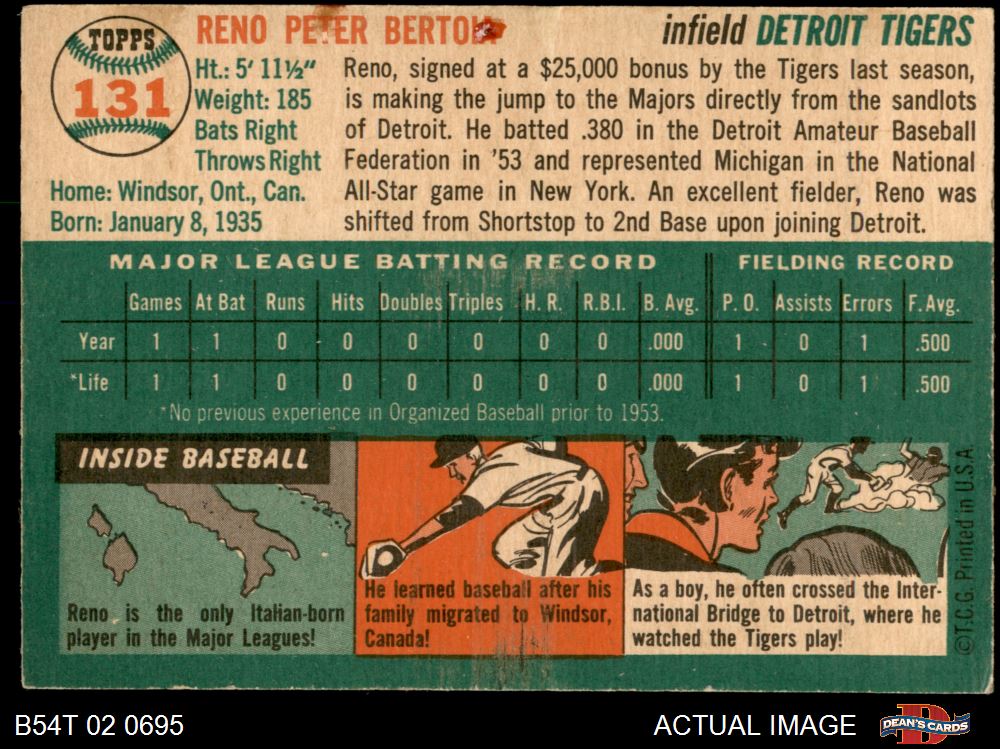 TOPPS
131
RENO PETER BERTOIA
infield DETROIT TIGERS
Ht.: 5' 11½"
Weight: 185
Bats Right
Throws Right
Home: Windsor, Ont., Can.
Born: January 8, 1935
Reno, signed at a $25,000 bonus by the Tigers last season,
is making the jump to the Majors directly from the sandlots
of Detroit. He batted .380 in the Detroit Amateur Baseball
Federation in '53 and represented Michigan in the National
All-Star game in New York. An excellent fielder, Reno was
shifted from Shortstop to 2nd Base upon joining Detroit.
MAJOR LEAGUE BATTING RECORD FIELDING RECORD
Games At Bat Runs Hits Doubles Triples H. R. R.B.I. B. Avg. P. O. Assists Errors F. Avg.
Year 1 1 0 0 0 0 0 0 .000 1 0 1 .500
*Life 1 1 0 0 0 0 0 0 .000 1 0 1 .500
*No previous experience in Organized Baseball prior to 1953.
INSIDE BASEBALL
Reno is the only Italian-born
player in the Major Leagues!
He learned baseball after his
family migrated to Windsor,
Canada!
As a boy, he often crossed the Inter-
national Bridge to Detroit, where he
watched the Tigers play!
©T.C.G. Printed in U.S.A.
B54T 02 0695
ACTUAL IMAGE
DEAN'S CARDS